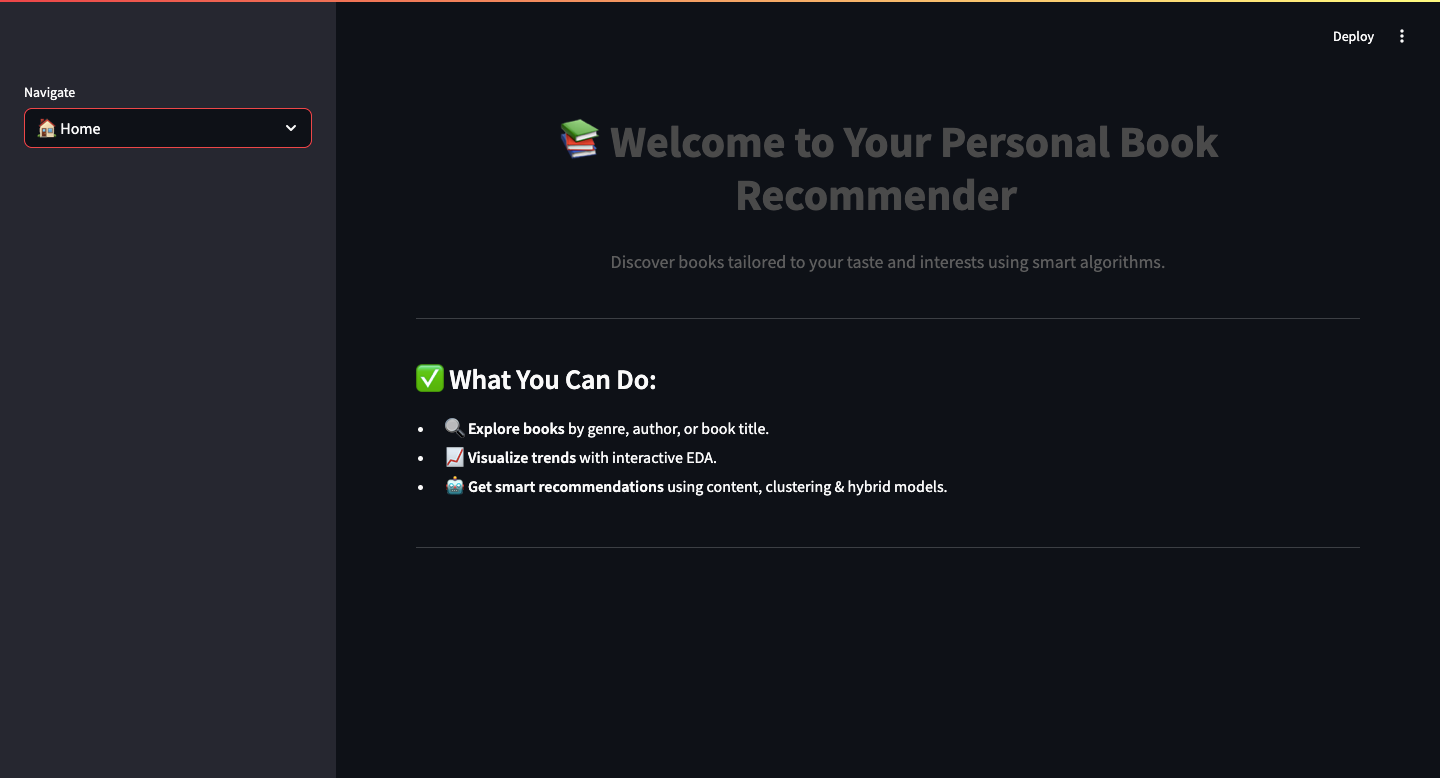 Deploy
Navigate
🏠 Home
📚 Welcome to Your Personal Book
Recommender
Discover books tailored to your taste and interests using smart algorithms.
✅ What You Can Do:
• 🔍 Explore books by genre, author, or book title.
• 📈 Visualize trends with interactive EDA.
• 🤖 Get smart recommendations using content, clustering & hybrid models.